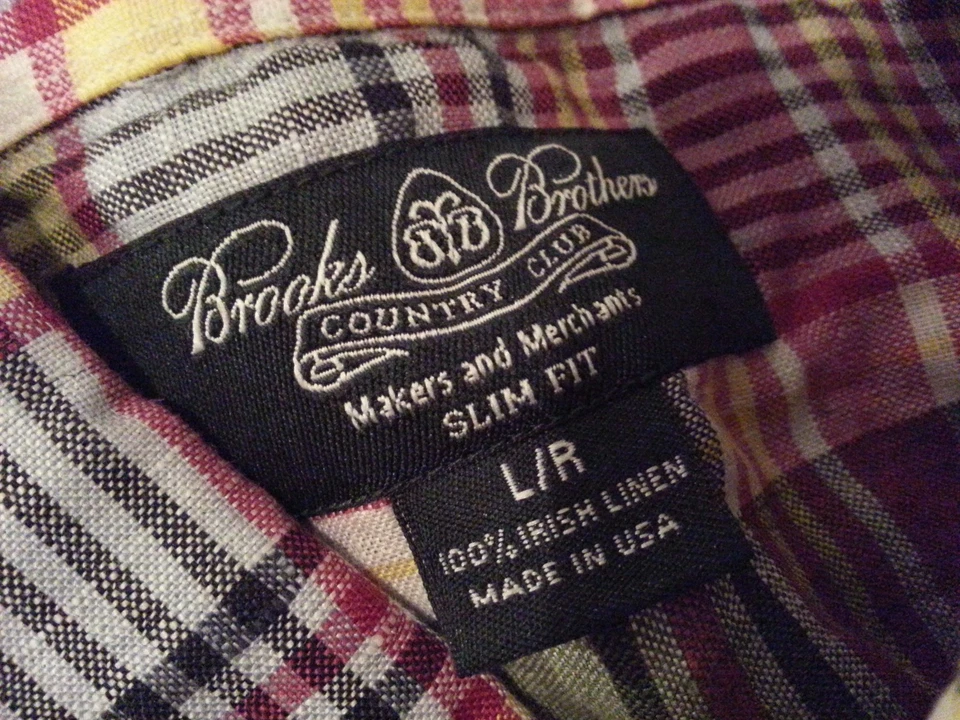 Brooks Brothers
BB
COUNTRY CLUB
Makers and Merchants
SLIM FIT
L/R
100% IRISH LINEN
MADE IN USA